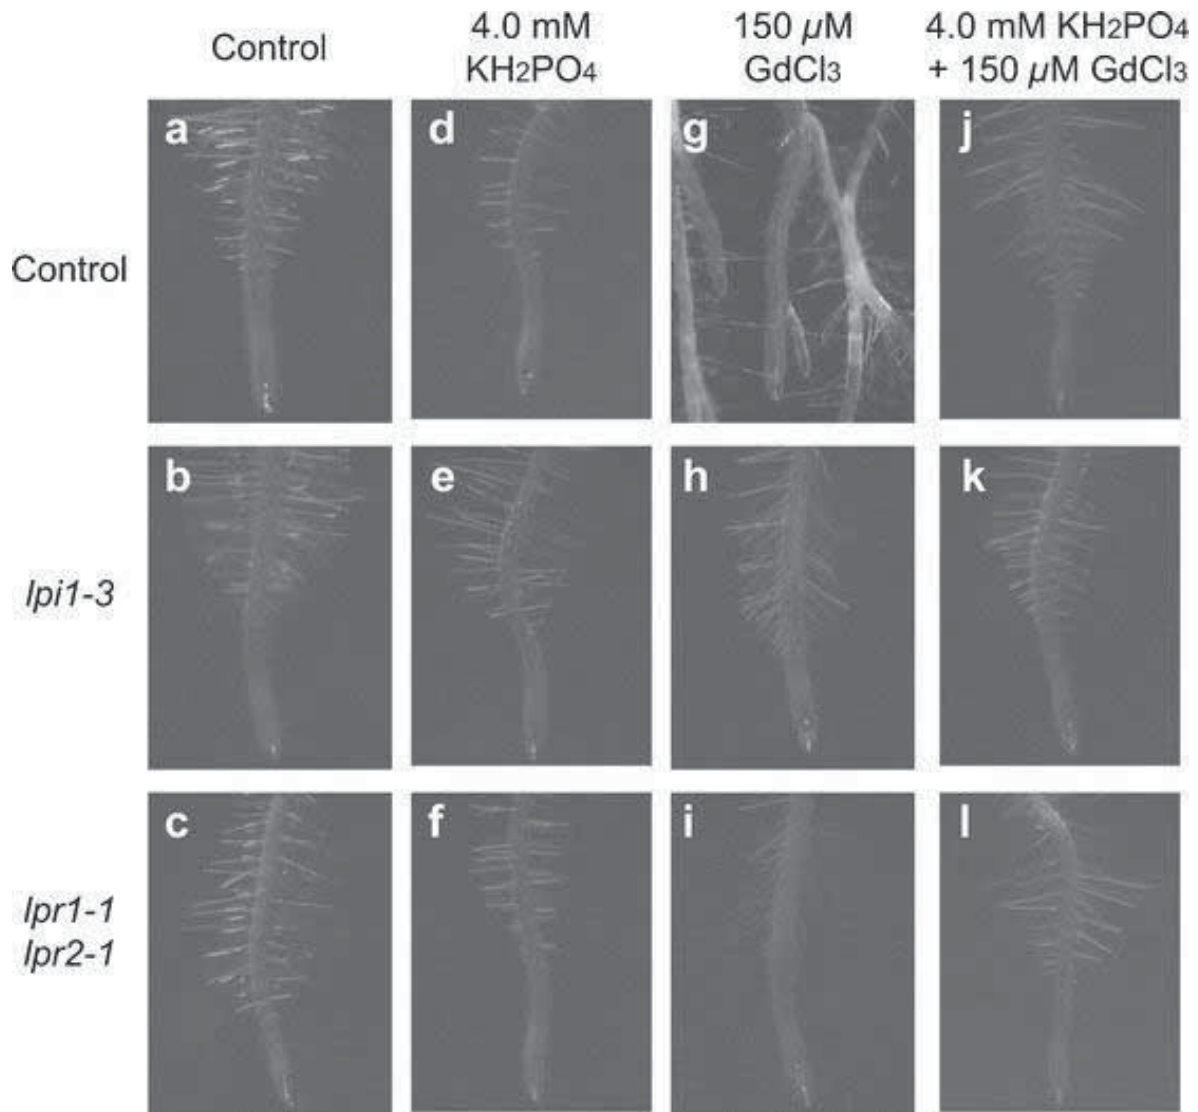 Control
4.0 mM
KH2PO4
150 µM
GdCl3
4.0 mM KH2PO4
+ 150 µM GdCl3
Control
a
d
g
j
lpi1-3
b
e
h
k
lpr1-1
lpr2-1
c
f
i
l